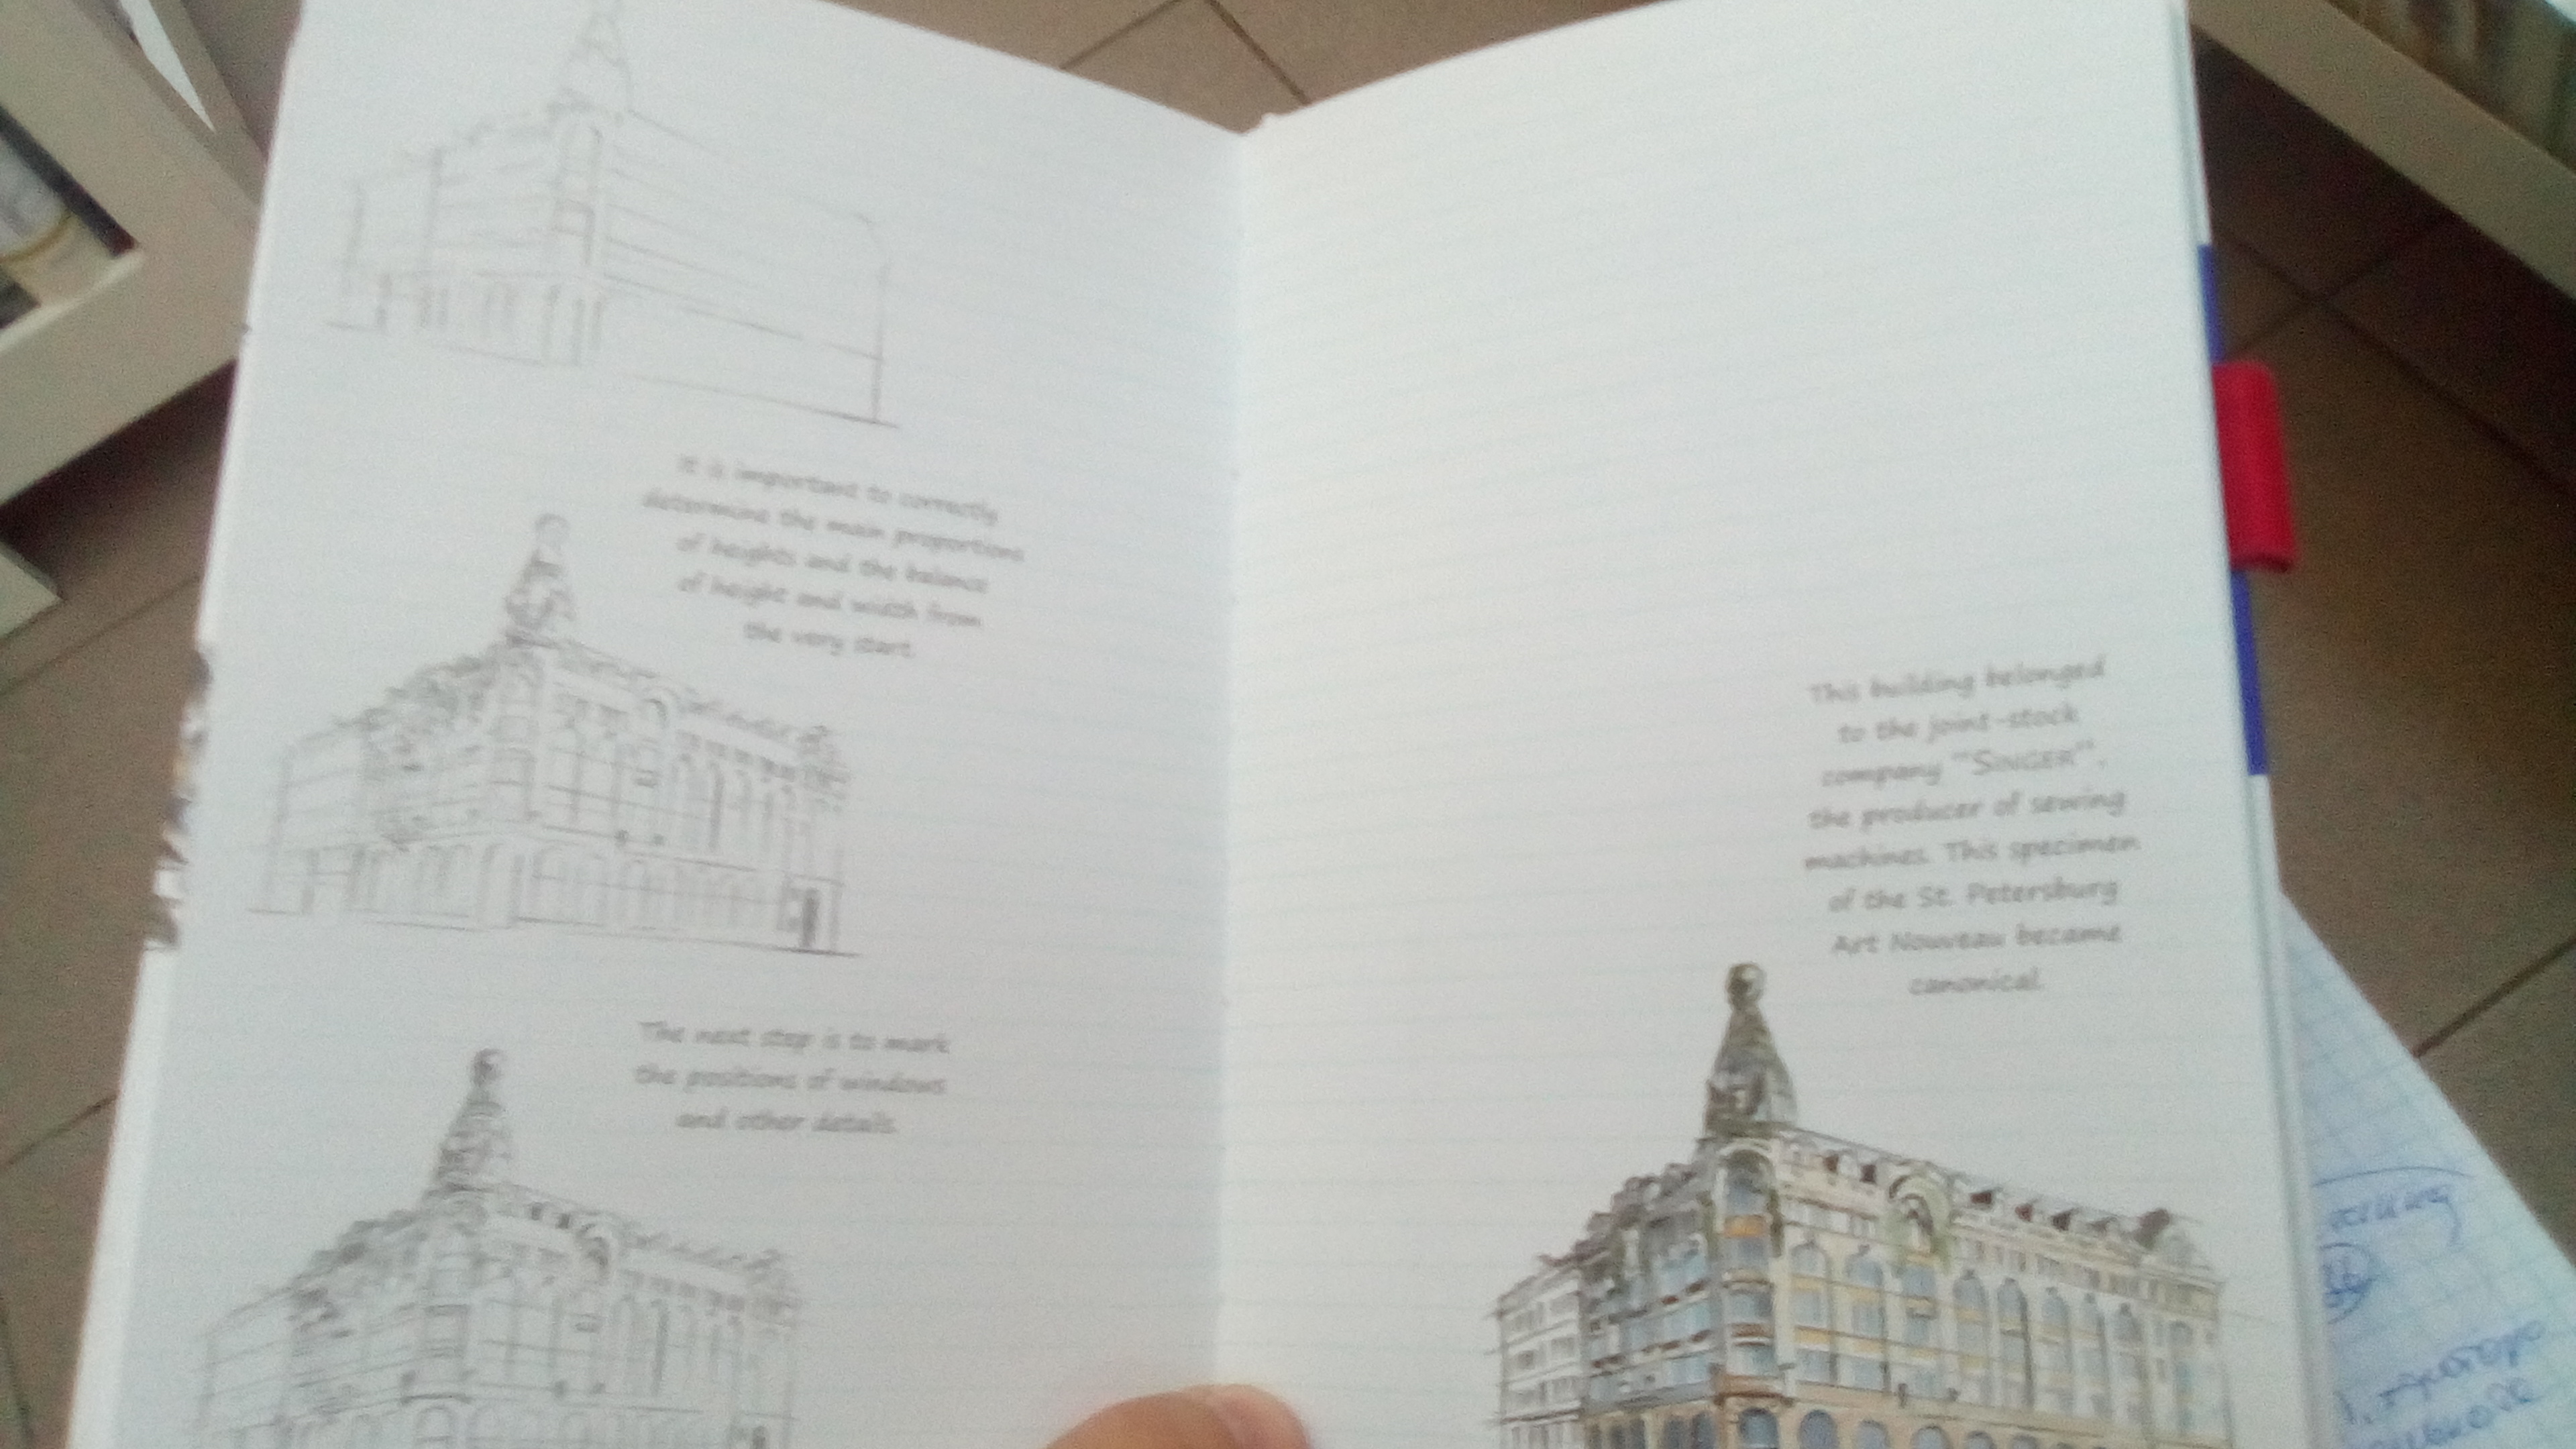 It is important to correctly
determine the main proportions
of heights and the balance
of height and width from
the very start.
The next step is to mark
the positions of windows
and other details.
This building belonged
to the joint-stock
company "SINGER",
the producer of sewing
machines. This specimen
of the St. Petersburg
Art Nouveau became
canonical.